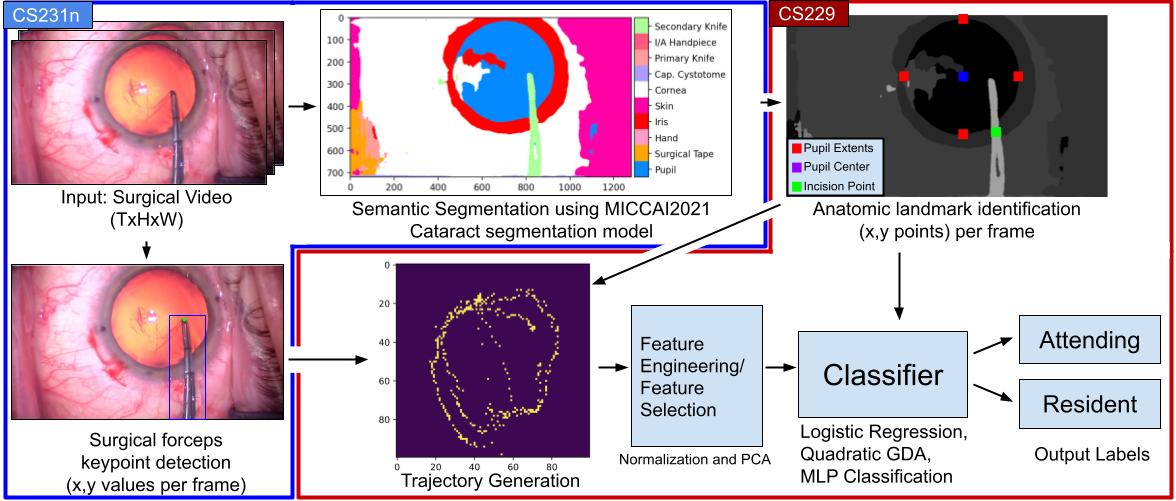 CS231n
Input: Surgical Video
(TxHxW)
0
100
200
300
400
500
600
700
0
200
400
600
800
1000
1200
Secondary Knife
I/A Handpiece
Primary Knife
Cap. Cystotome
Cornea
Skin
Iris
Hand
Surgical Tape
Pupil
Semantic Segmentation using MICCAI2021
Cataract segmentation model
CS229
Pupil Extents
Pupil Center
Incision Point
Anatomic landmark identification
(x,y points) per frame
Surgical forceps
keypoint detection
(x,y values per frame)
0
20
40
60
80
0
20
40
60
80
Trajectory Generation
Feature
Engineering/
Feature
Selection
Normalization and PCA
Classifier
Logistic Regression,
Quadratic GDA,
MLP Classification
Attending
Resident
Output Labels